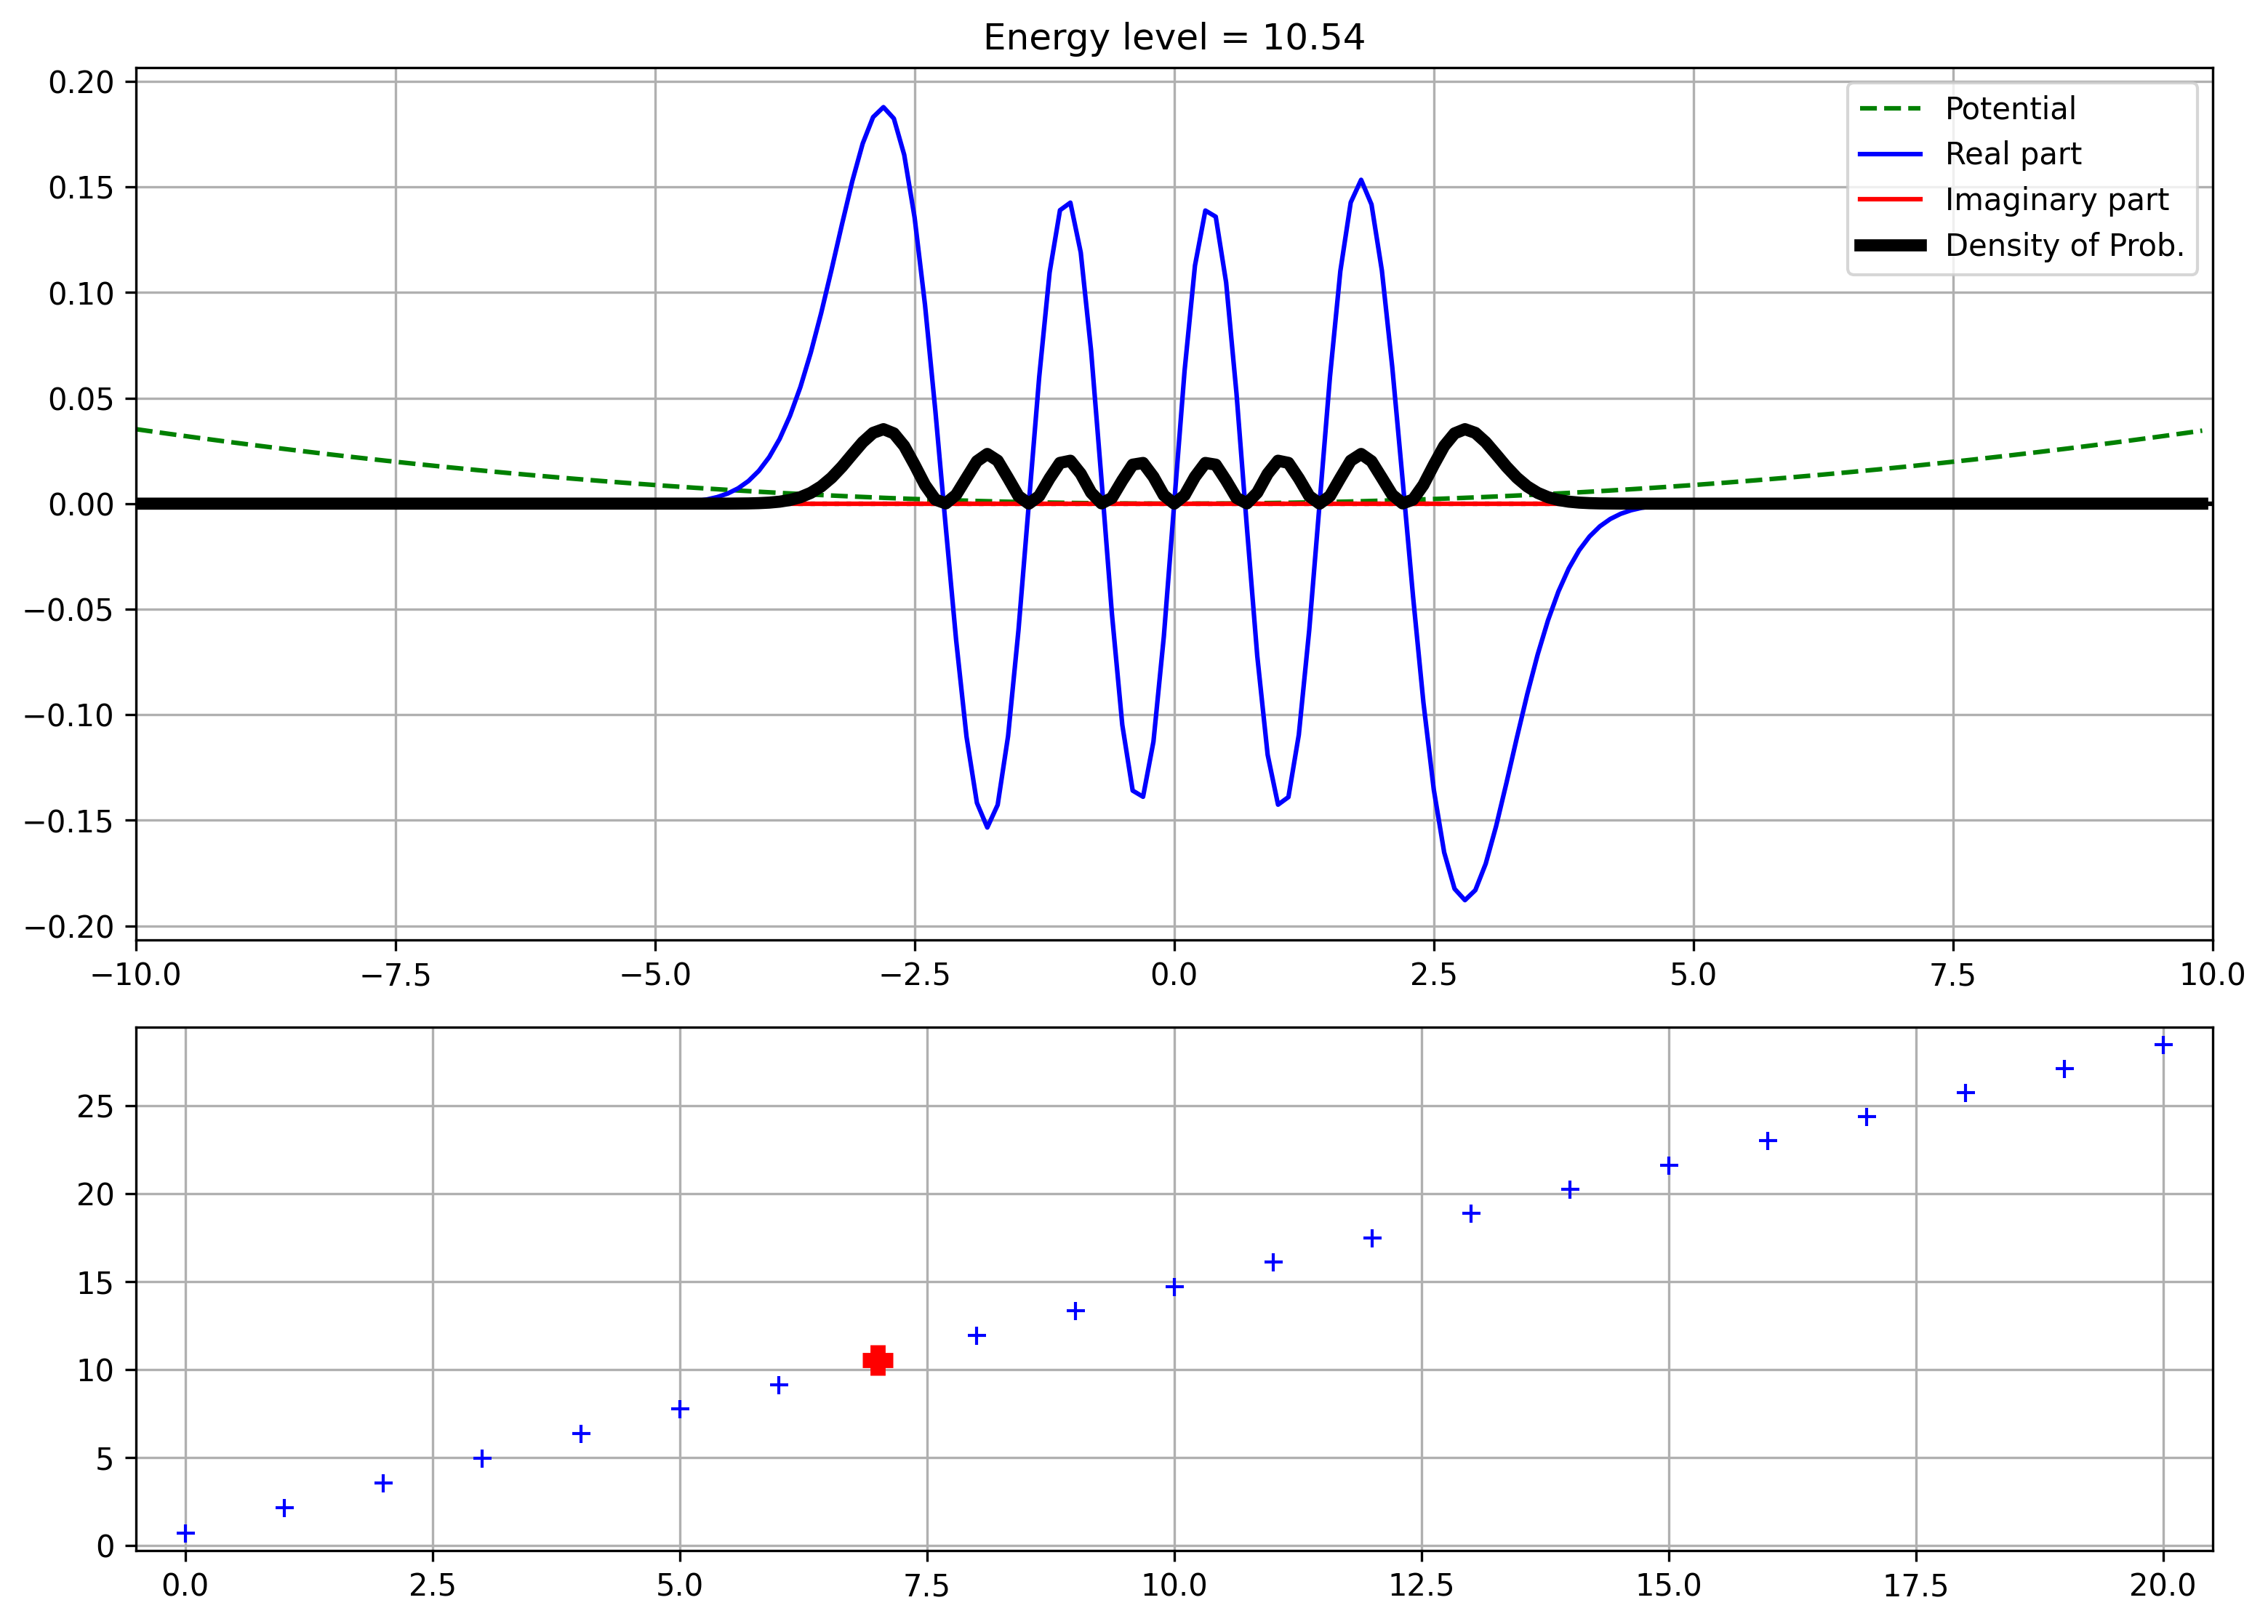 Energy level = 10.54
0.20
0.15
0.10
0.05
0.00
−0.05
−0.10
−0.15
−0.20
Potential
Real part
Imaginary part
Density of Prob.
−10.0 −7.5 −5.0 −2.5 0.0 2.5 5.0 7.5 10.0
25
20
15
10
5
0
0.0 2.5 5.0 7.5 10.0 12.5 15.0 17.5 20.0